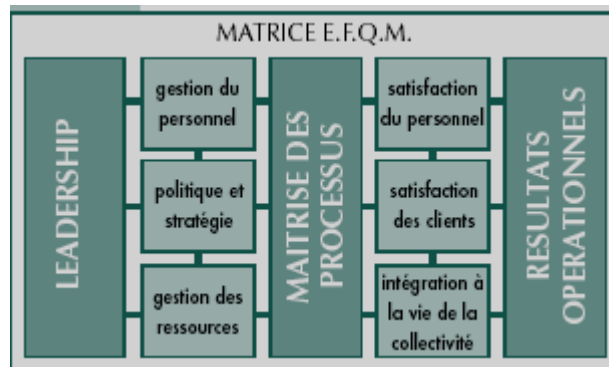 MATRICE E.F.Q.M.
LEADERSHIP
gestion du
personnel
politique et
stratégie
gestion des
ressources
MAITRISE DES
PROCESSUS
satisfaction
du personnel
satisfaction
des clients
intégration à
la vie de la
collectivité
RESULTATS
OPERATIONNELS